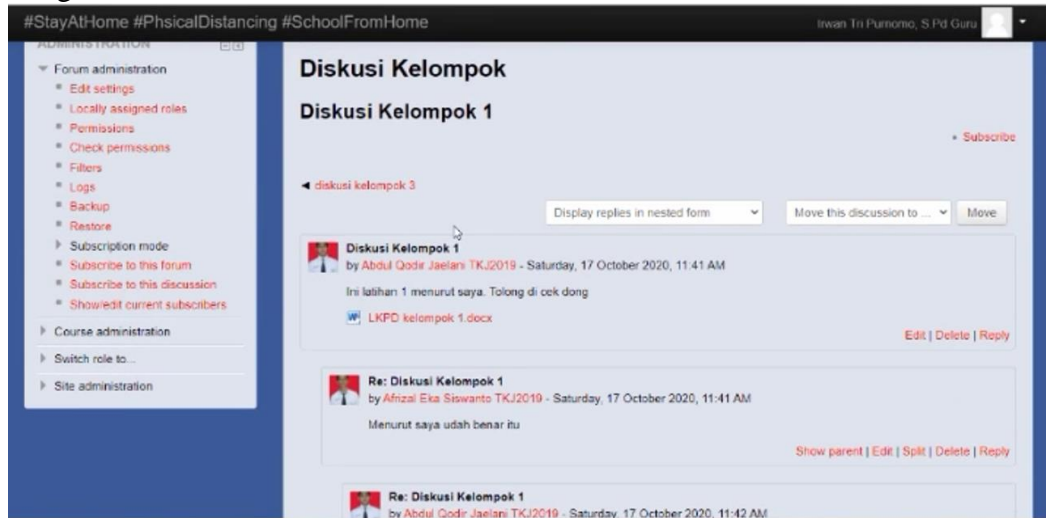 #StayAtHome #PhsicalDistancing #SchoolFromHome
Irwan Tri Purnomo, S.Pd Guru
ADMINISTRATION
Forum administration
Edit settings
Locally assigned roles
Permissions
Check permissions
Filters
Logs
Backup
Restore
Subscription mode
Subscribe to this forum
Subscribe to this discussion
Show/edit current subscribers
Course administration
Switch role to...
Site administration
Diskusi Kelompok
Diskusi Kelompok 1
Subscribe
◄ diskusi kelompok 3
Display replies in nested form
Move this discussion to ...
Move
Diskusi Kelompok 1
by Abdul Qodir Jaelani TKJ2019 - Saturday, 17 October 2020, 11:41 AM
Ini latihan 1 menurut saya. Tolong di cek dong
LKPD kelompok 1.docx
Edit | Delete | Reply
Re: Diskusi Kelompok 1
by Afrizal Eka Siswanto TKJ2019 - Saturday, 17 October 2020, 11:41 AM
Menurut saya udah benar itu
Show parent | Edit | Split | Delete | Reply
Re: Diskusi Kelompok 1
by Abdul Qodir Jaelani TKJ2019 - Saturday, 17 October 2020, 11:42 AM